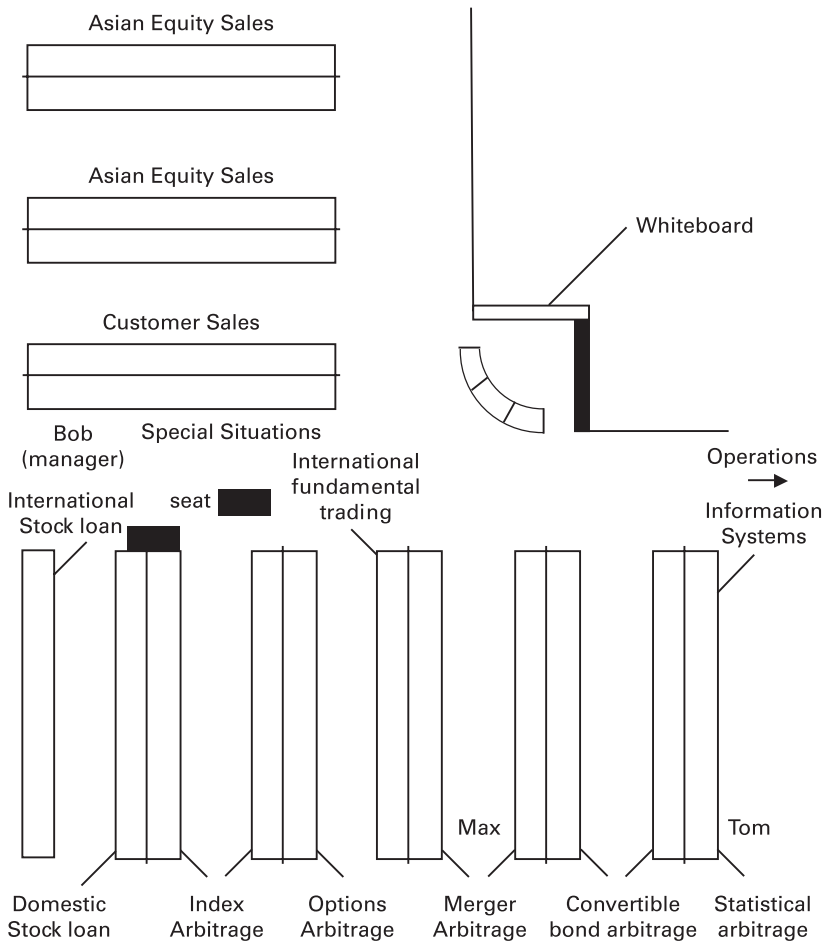 Asian Equity Sales
Asian Equity Sales
Whiteboard
Customer Sales
Bob
(manager)
Special Situations
International
fundamental
trading
Operations
International
Stock loan
seat
Information
Systems
Max
Tom
Domestic
Stock loan
Index
Arbitrage
Options
Arbitrage
Merger
Arbitrage
Convertible
bond arbitrage
Statistical
arbitrage